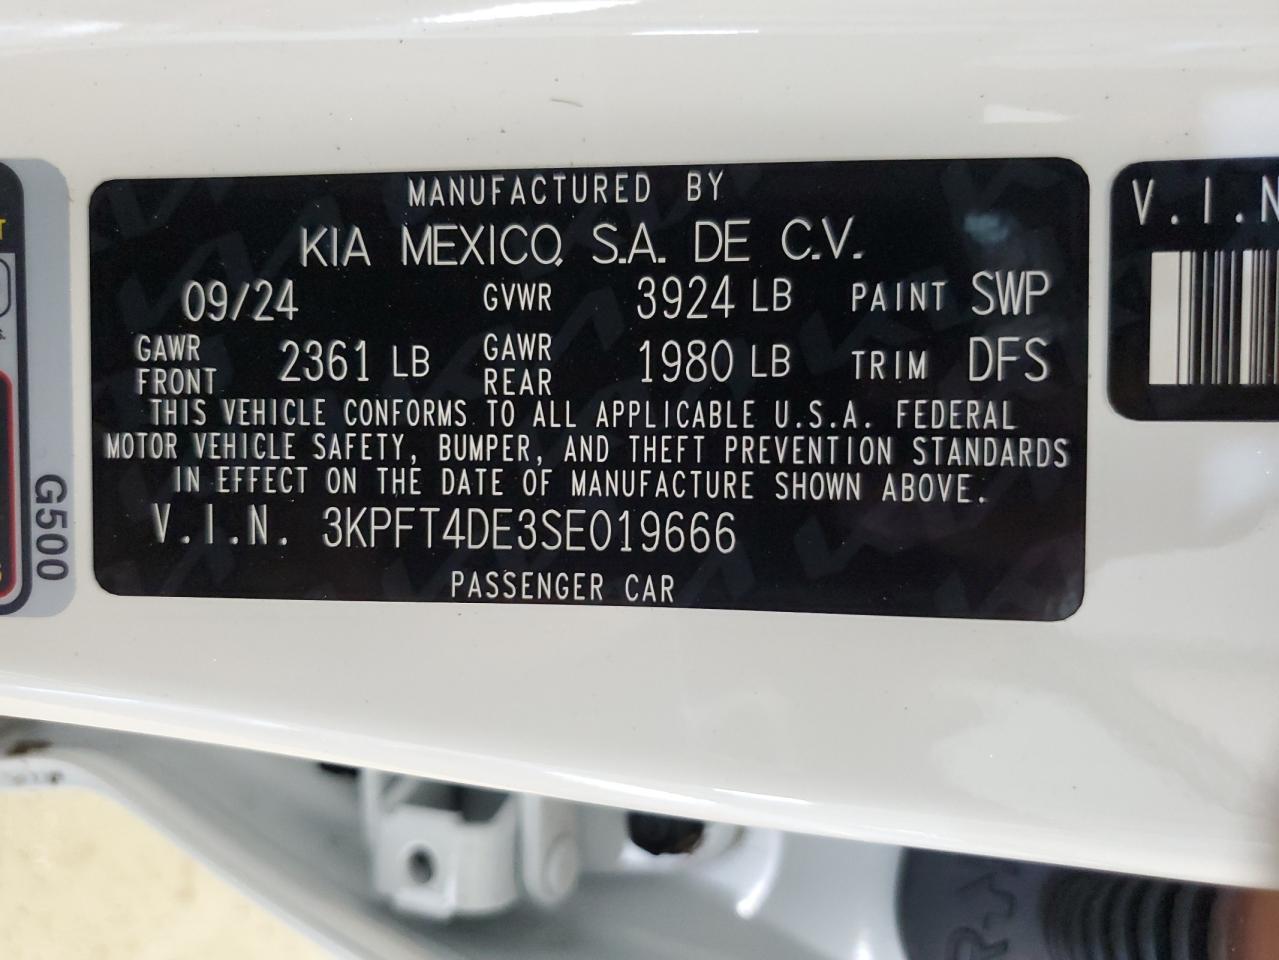 MANUFACTURED BY
KIA MEXICO, S.A. DE C.V.
09/24 GVWR 3924 LB PAINT SWP
GAWR FRONT 2361 LB GAWR REAR 1980 LB TRIM DFS
THIS VEHICLE CONFORMS TO ALL APPLICABLE U.S.A. FEDERAL
MOTOR VEHICLE SAFETY, BUMPER, AND THEFT PREVENTION STANDARDS
IN EFFECT ON THE DATE OF MANUFACTURE SHOWN ABOVE.
V.I.N. 3KPFT4DE3SE019666
PASSENGER CAR
G500
V.I.N